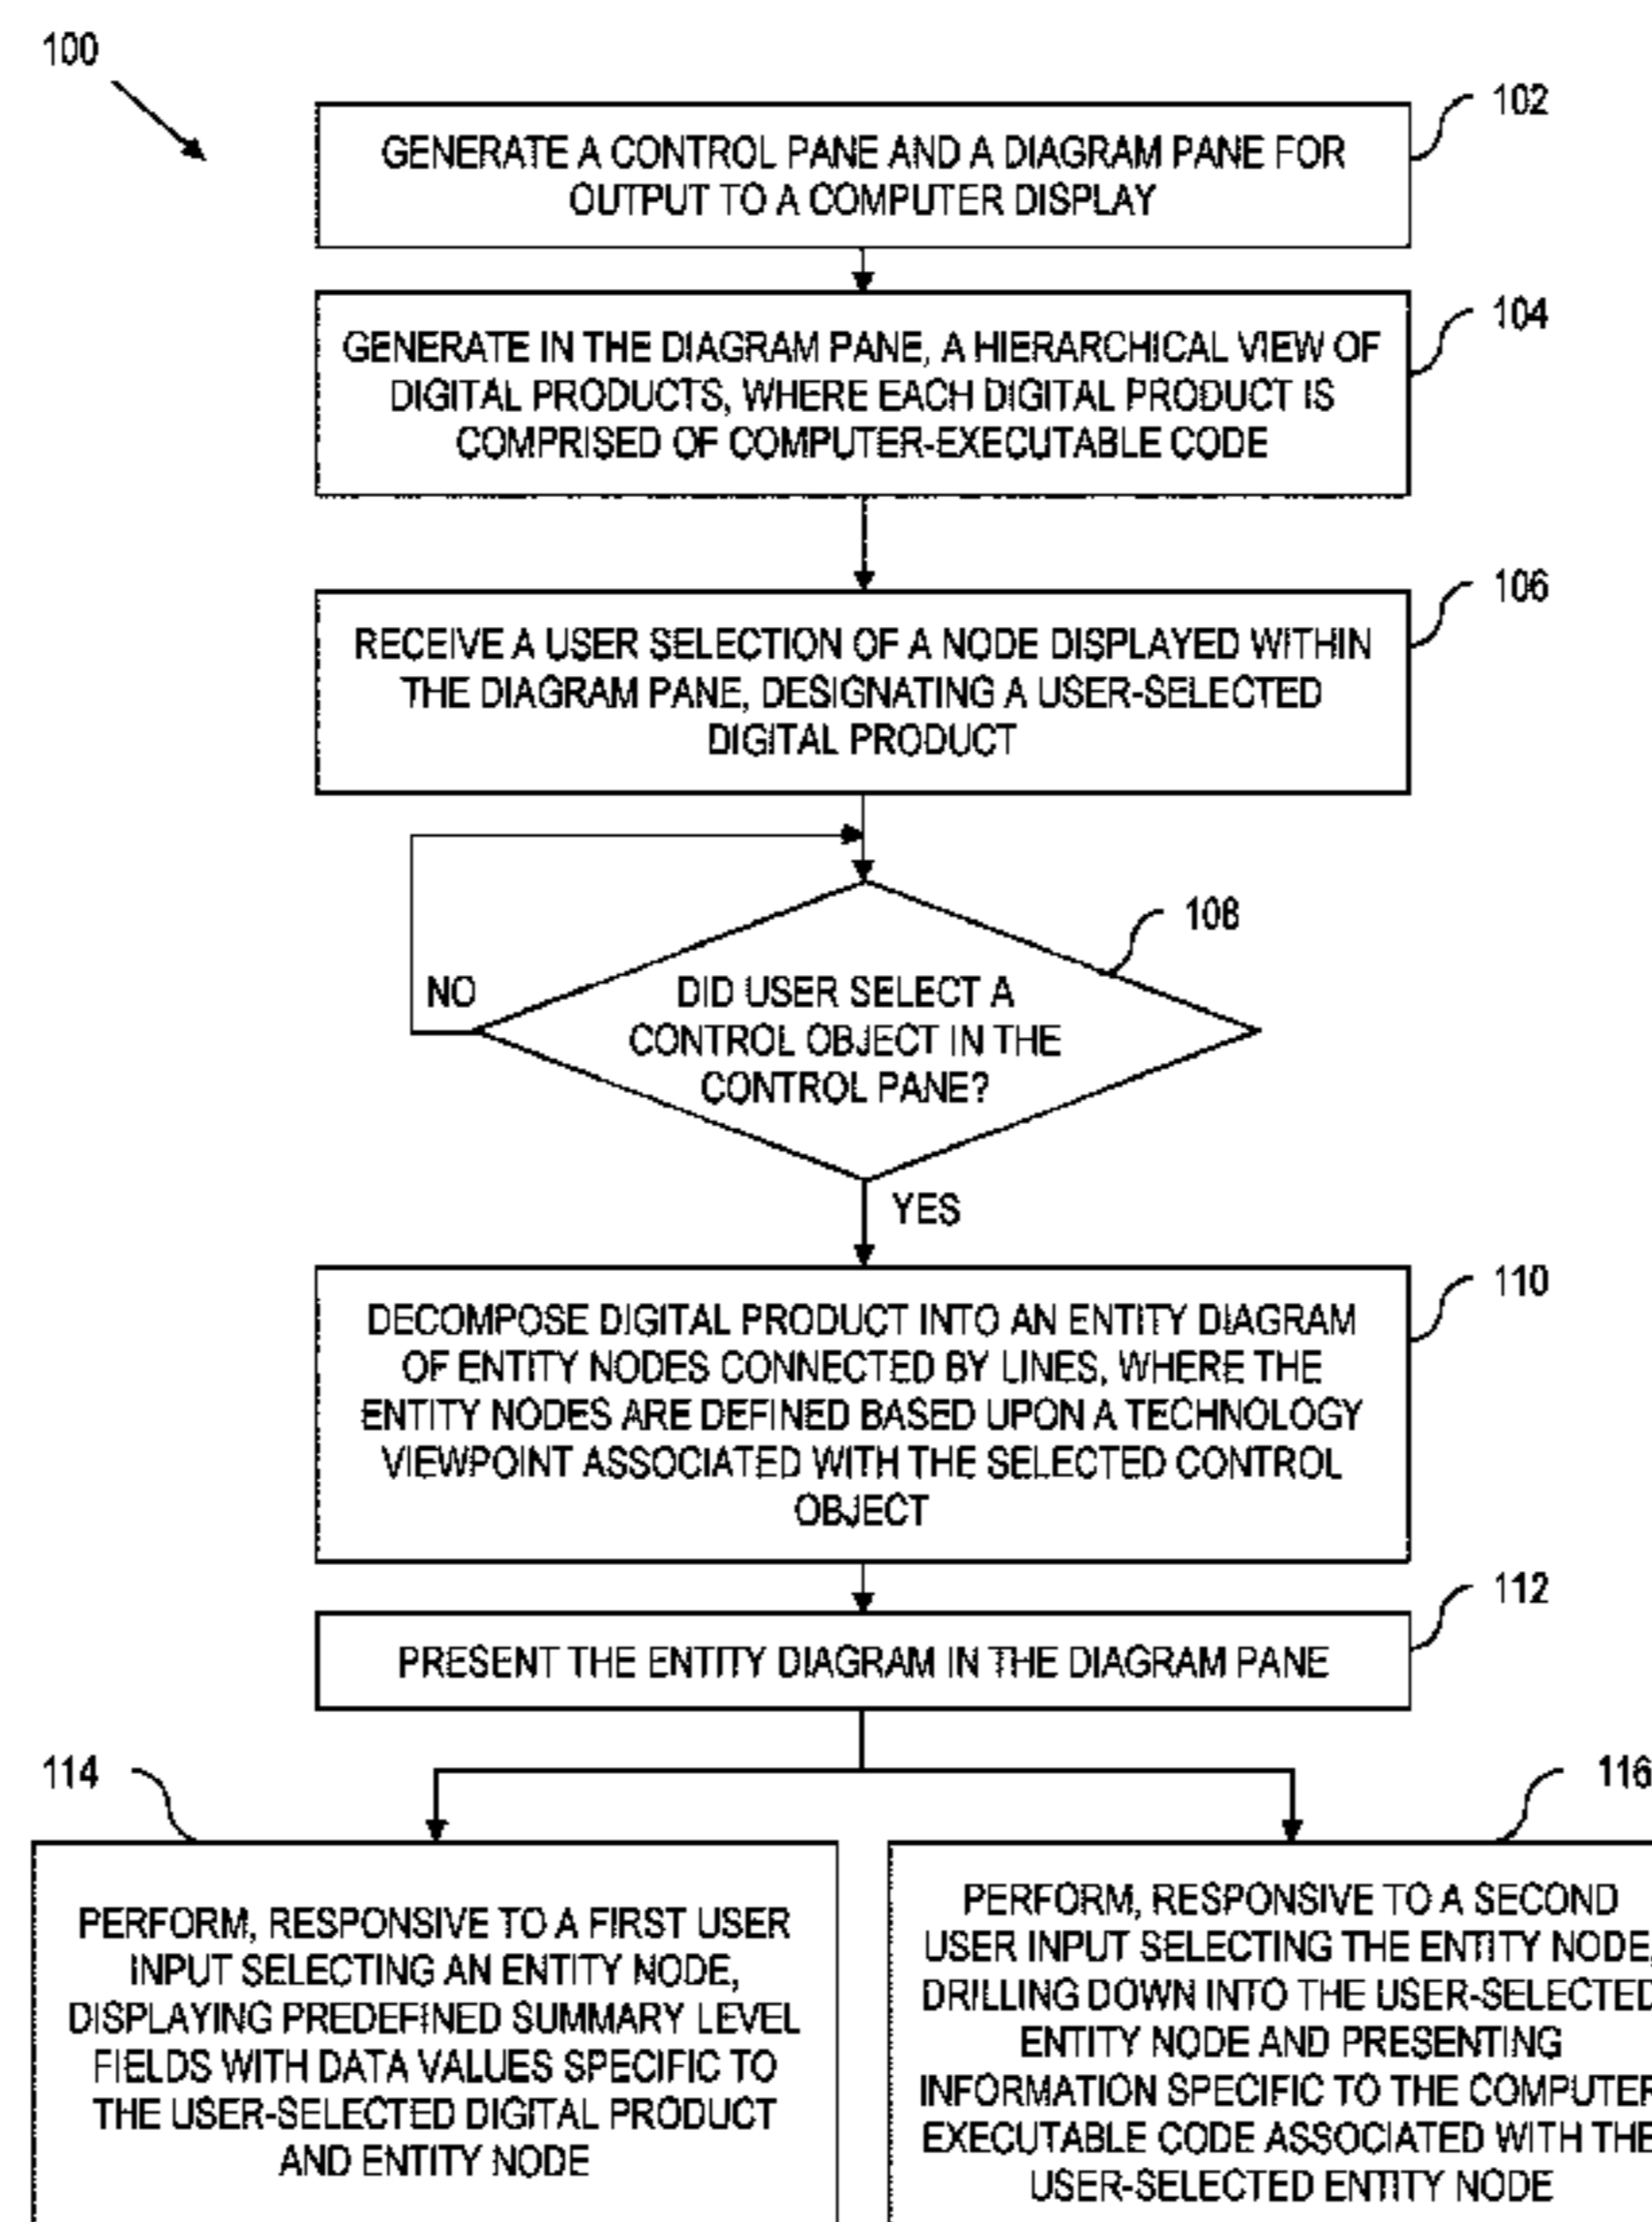 100
102
GENERATE A CONTROL PANE AND A DIAGRAM PANE FOR
OUTPUT TO A COMPUTER DISPLAY
104
GENERATE IN THE DIAGRAM PANE, A HIERARCHICAL VIEW OF
DIGITAL PRODUCTS, WHERE EACH DIGITAL PRODUCT IS
COMPRISED OF COMPUTER-EXECUTABLE CODE
106
RECEIVE A USER SELECTION OF A NODE DISPLAYED WITHIN
THE DIAGRAM PANE, DESIGNATING A USER-SELECTED
DIGITAL PRODUCT
108
NO
DID USER SELECT A
CONTROL OBJECT IN THE
CONTROL PANE?
YES
110
DECOMPOSE DIGITAL PRODUCT INTO AN ENTITY DIAGRAM
OF ENTITY NODES CONNECTED BY LINES, WHERE THE
ENTITY NODES ARE DEFINED BASED UPON A TECHNOLOGY
VIEWPOINT ASSOCIATED WITH THE SELECTED CONTROL
OBJECT
112
PRESENT THE ENTITY DIAGRAM IN THE DIAGRAM PANE
114
PERFORM, RESPONSIVE TO A FIRST USER
INPUT SELECTING AN ENTITY NODE,
DISPLAYING PREDEFINED SUMMARY LEVEL
FIELDS WITH DATA VALUES SPECIFIC TO
THE USER-SELECTED DIGITAL PRODUCT
AND ENTITY NODE
116
PERFORM, RESPONSIVE TO A SECOND
USER INPUT SELECTING THE ENTITY NODE,
DRILLING DOWN INTO THE USER-SELECTED
ENTITY NODE AND PRESENTING
INFORMATION SPECIFIC TO THE COMPUTER
EXECUTABLE CODE ASSOCIATED WITH THE
USER-SELECTED ENTITY NODE